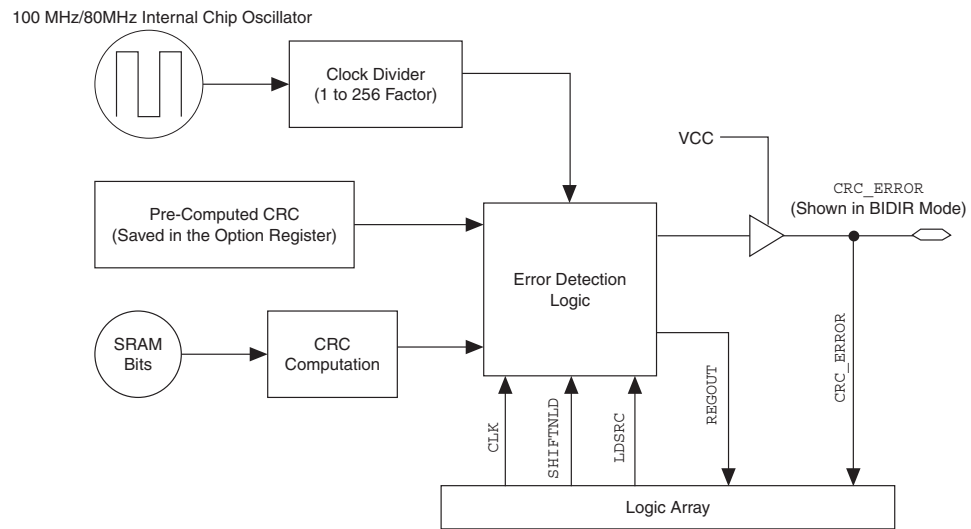 100 MHz/80MHz Internal Chip Oscillator
Clock Divider
(1 to 256 Factor)
VCC
CRC_ERROR
(Shown in BIDIR Mode)
Pre-Computed CRC
(Saved in the Option Register)
Error Detection
Logic
SRAM
Bits
CRC
Computation
CLK
SHIFTNLD
LDSRC
REGOUT
CRC_ERROR
Logic Array